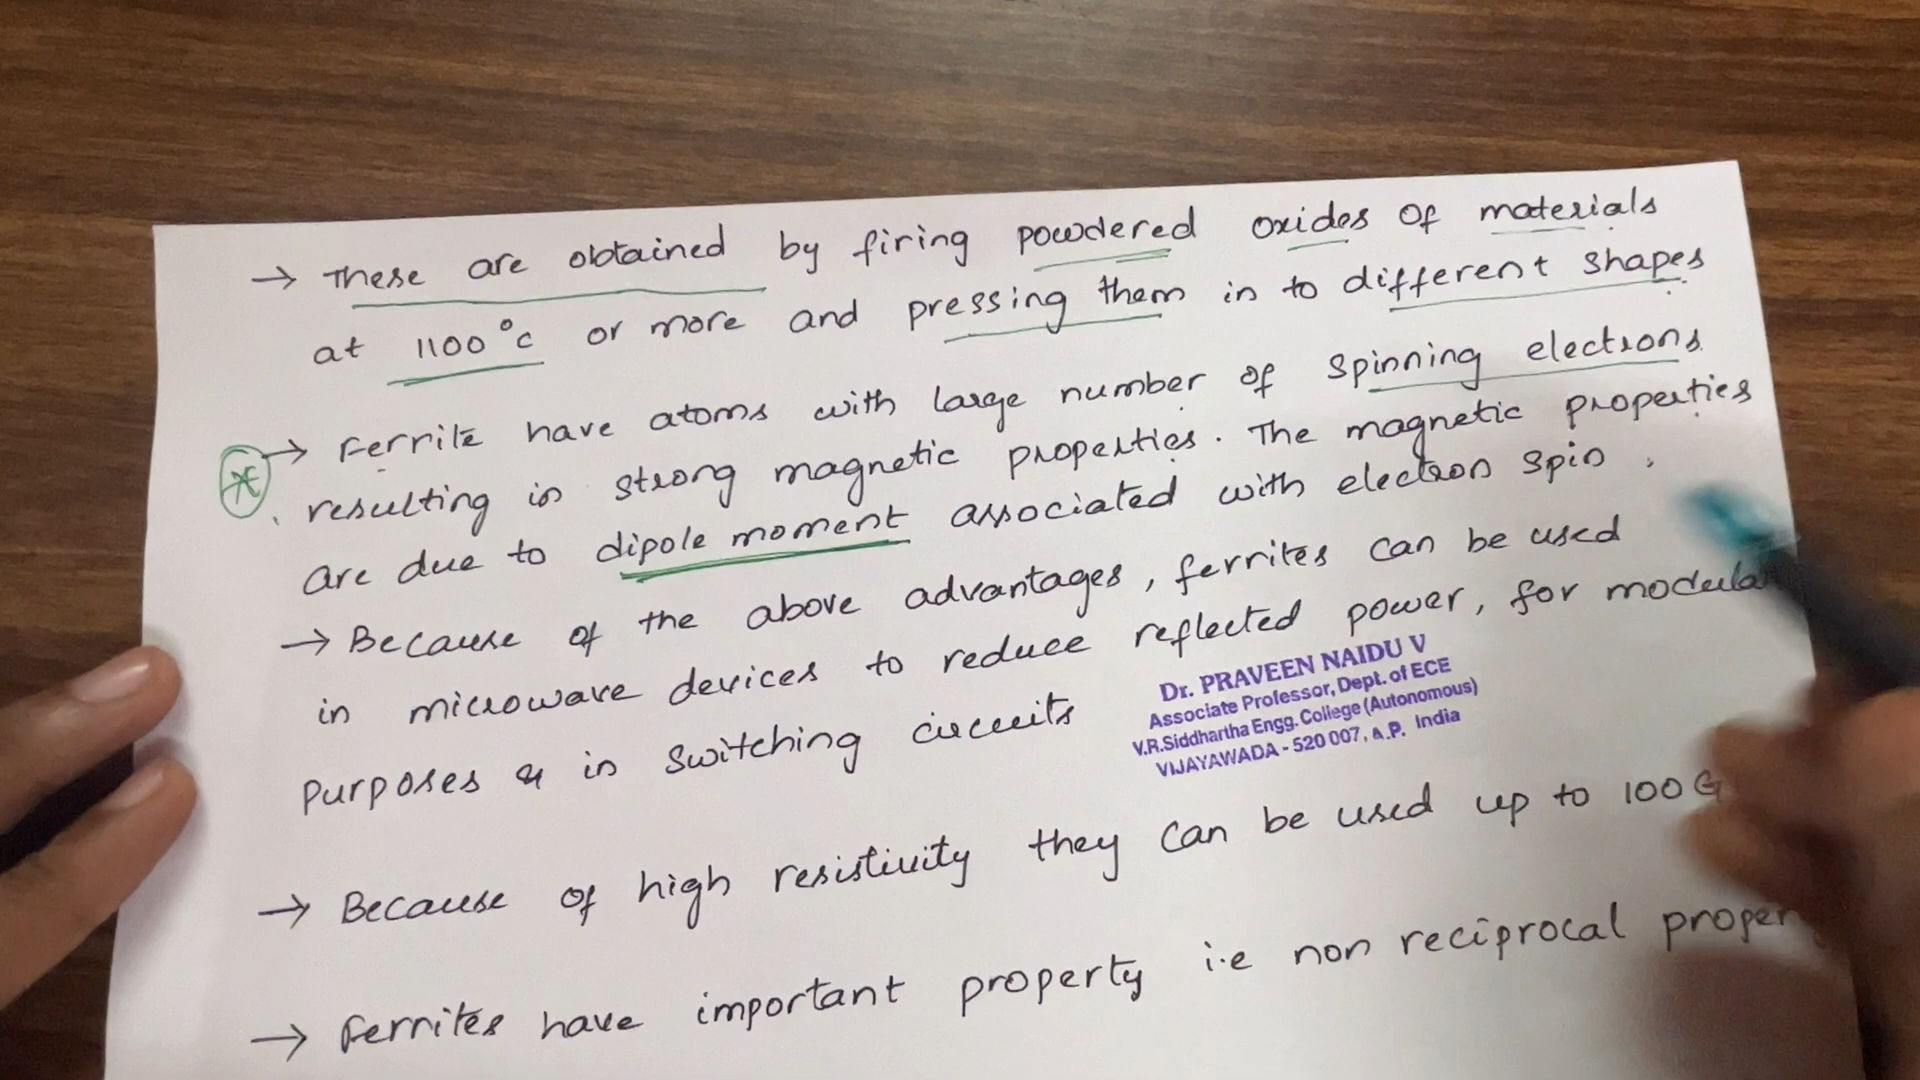 → These are obtained by firing powdered oxides of materials
at 1100°c or more and pressing them in to different shapes
→ Ferrite have atoms with large number of spinning electrons
resulting in strong magnetic properties. The magnetic properties
are due to dipole moment associated with electron spin.
→ Because of the above advantages, ferrites can be used
in microwave devices to reduce reflected power, for modula
purposes & in switching circuits
Dr. PRAVEEN NAIDU V
Associate Professor, Dept. of ECE
V.R.Siddhartha Engg. College (Autonomous)
VIJAYAWADA - 520 007, A.P. India
→ Because of high resistivity they can be used up to 100 G
→ Ferrites have important property i.e non reciprocal proper